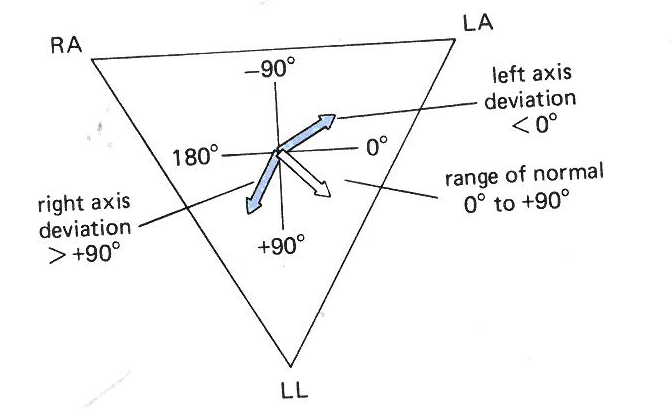 RA
LA
−90°
left axis
deviation
< 0°
180°
0°
range of normal
0° to +90°
right axis
deviation
> +90°
+90°
LL